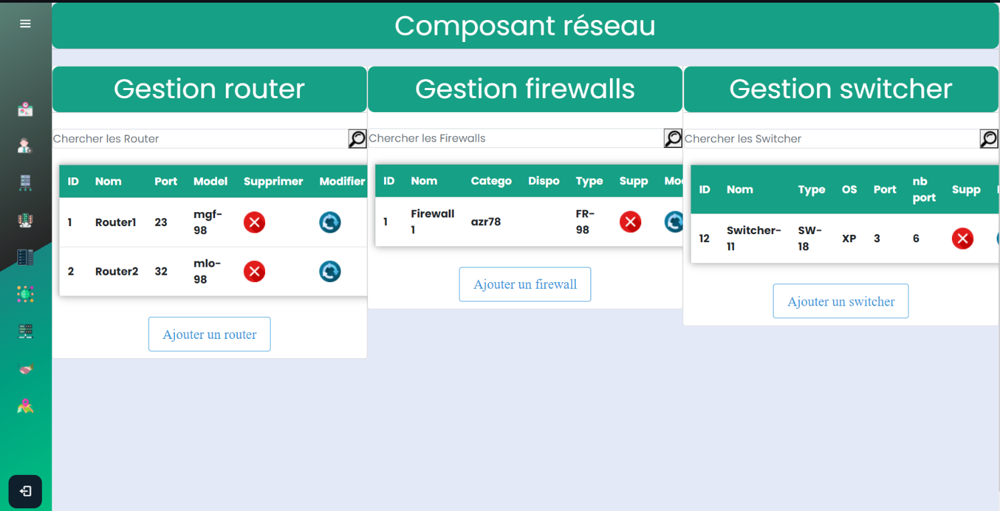 Composant réseau
Gestion router
Chercher les Router
ID Nom Port Model Supprimer Modifier
1 Router1 23 mgf-
98
2 Router2 32 mlo-
98
Ajouter un router
Gestion firewalls
Chercher les Firewalls
ID Nom Catego Dispo Type Supp
1 Firewall
1 azr78 FR-
98
Ajouter un firewall
Gestion switcher
Chercher les Switcher
ID Nom Type OS Port nb
port Supp
12 Switcher-
11 SW-
18 XP 3 6
Ajouter un switcher